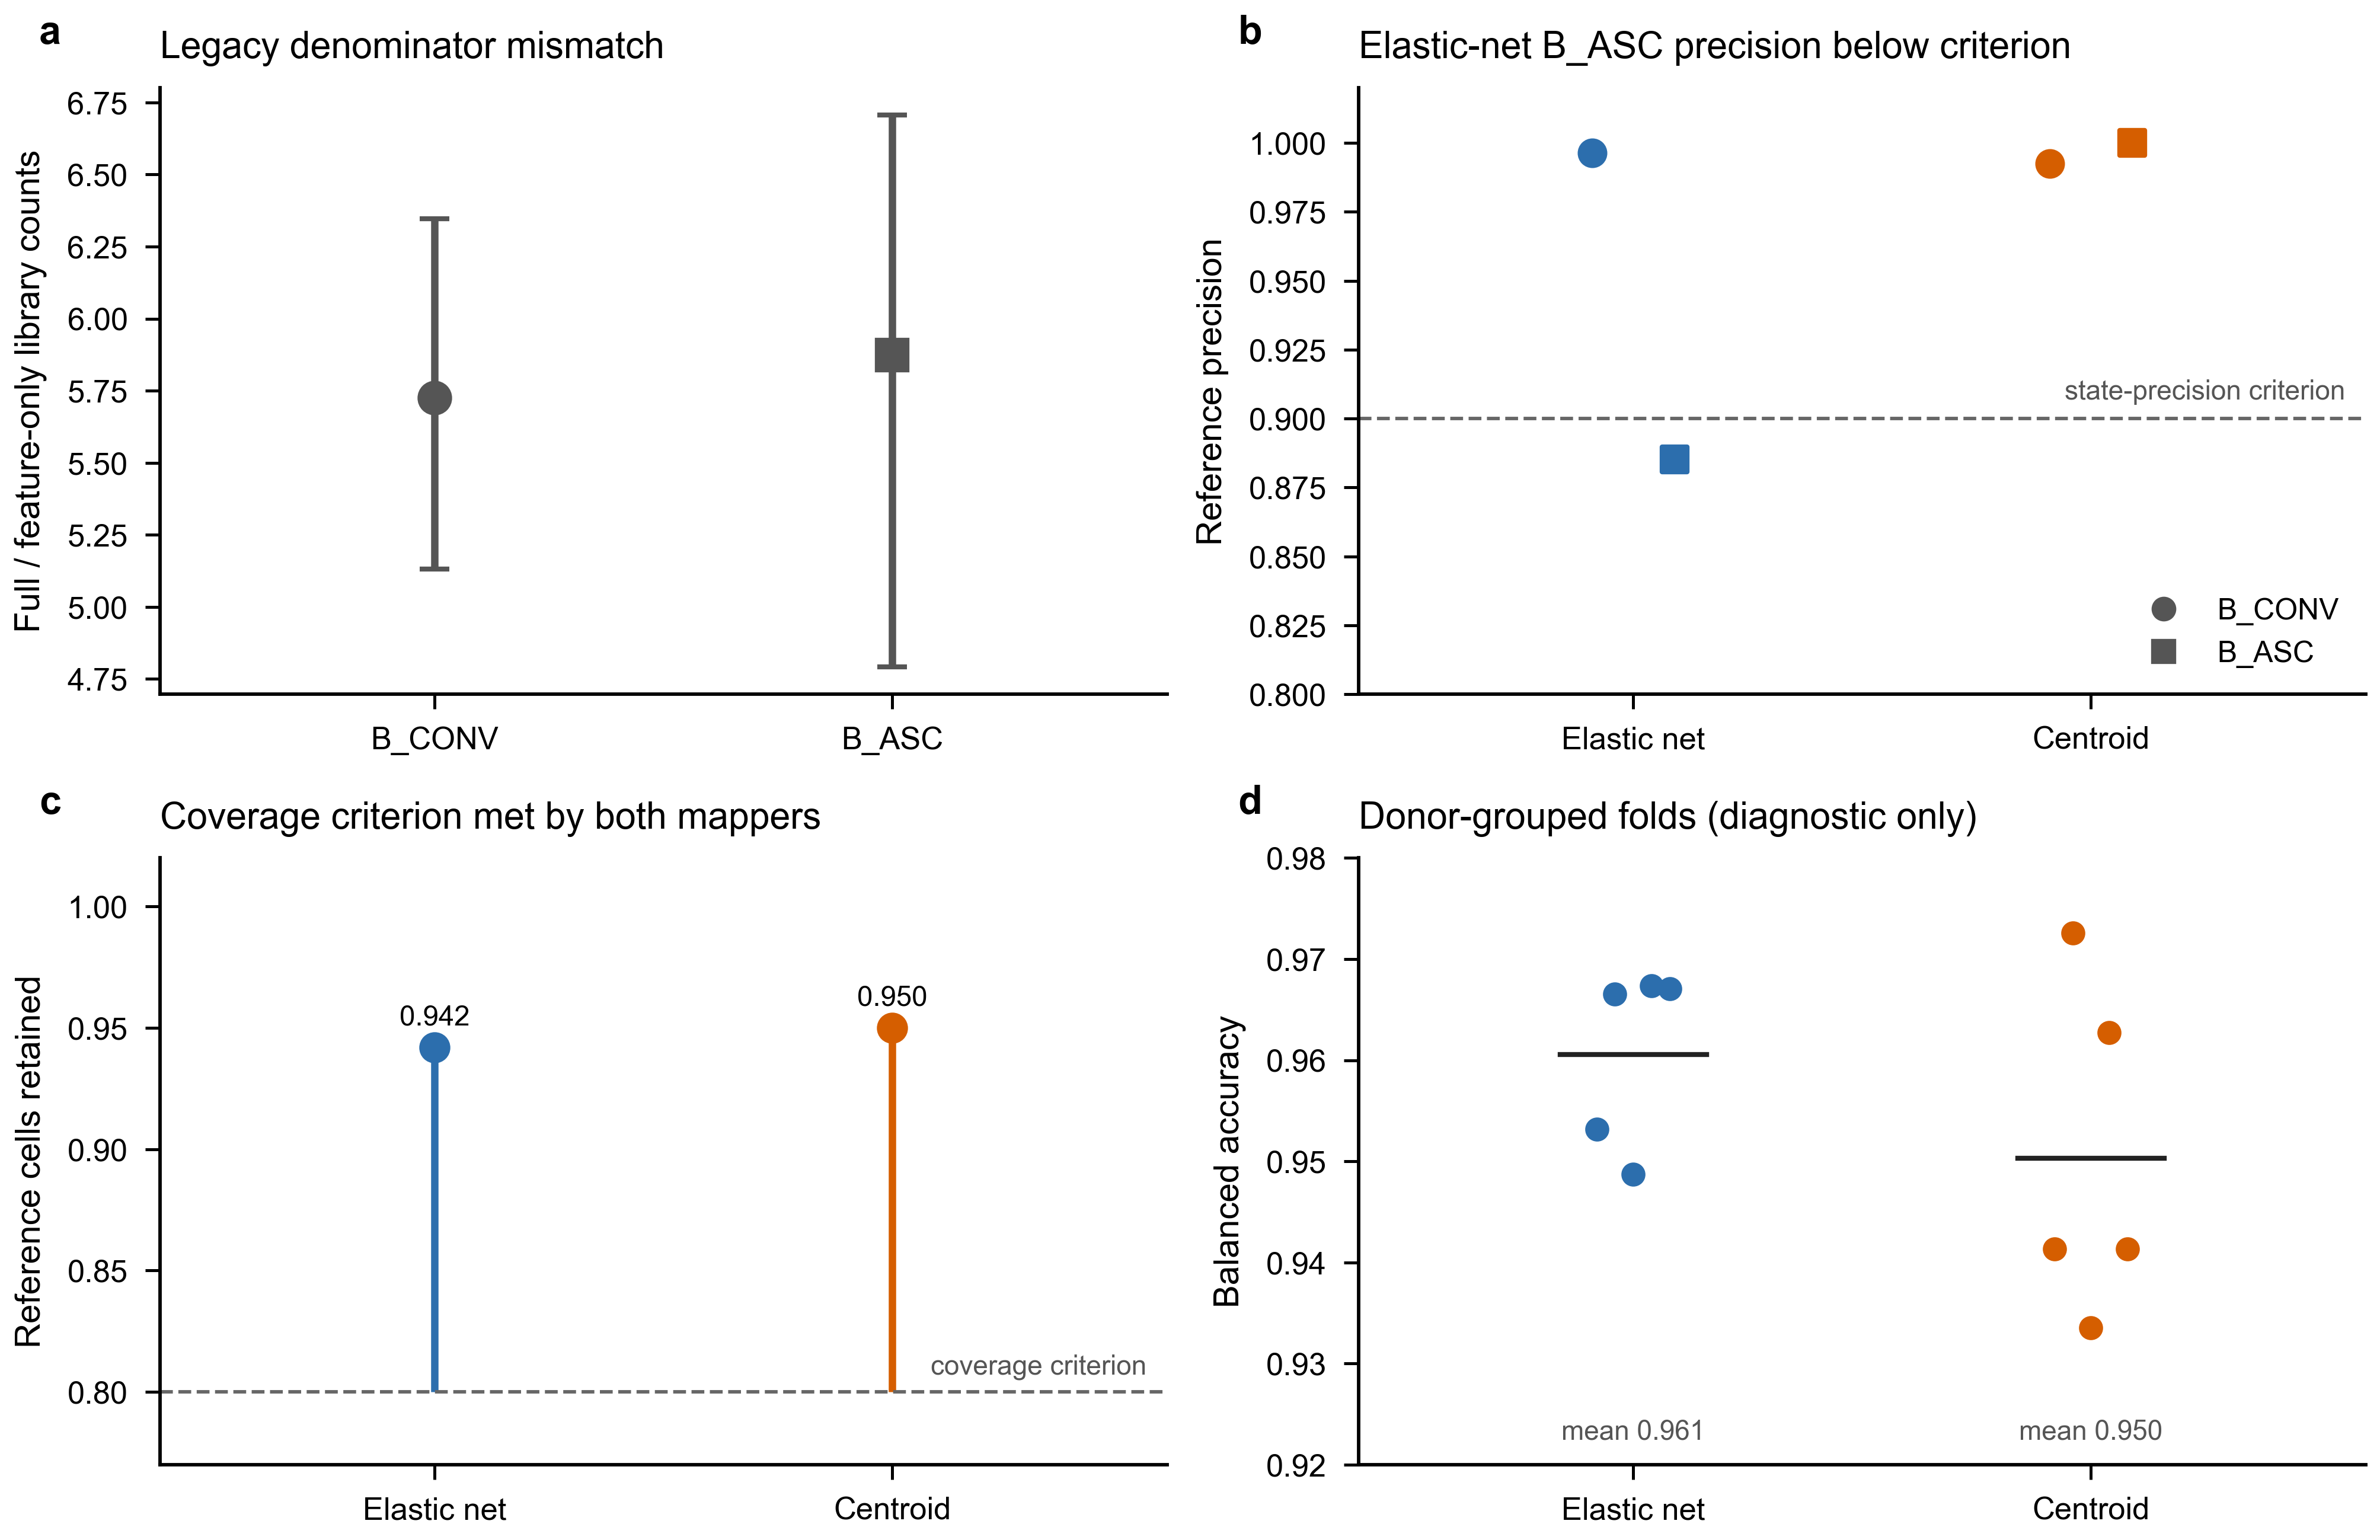 a
Legacy denominator mismatch
Full / feature-only library counts
6.75
6.50
6.25
6.00
5.75
5.50
5.25
5.00
4.75
B_CONV
B_ASC
b
Elastic-net B_ASC precision below criterion
Reference precision
1.000
0.975
0.950
0.925
0.900
0.875
0.850
0.825
0.800
state-precision criterion
B_CONV
B_ASC
Elastic net
Centroid
c
Coverage criterion met by both mappers
Reference cells retained
1.00
0.95
0.90
0.85
0.80
0.942
0.950
coverage criterion
Elastic net
Centroid
d
Donor-grouped folds (diagnostic only)
Balanced accuracy
0.98
0.97
0.96
0.95
0.94
0.93
0.92
mean 0.961
mean 0.950
Elastic net
Centroid